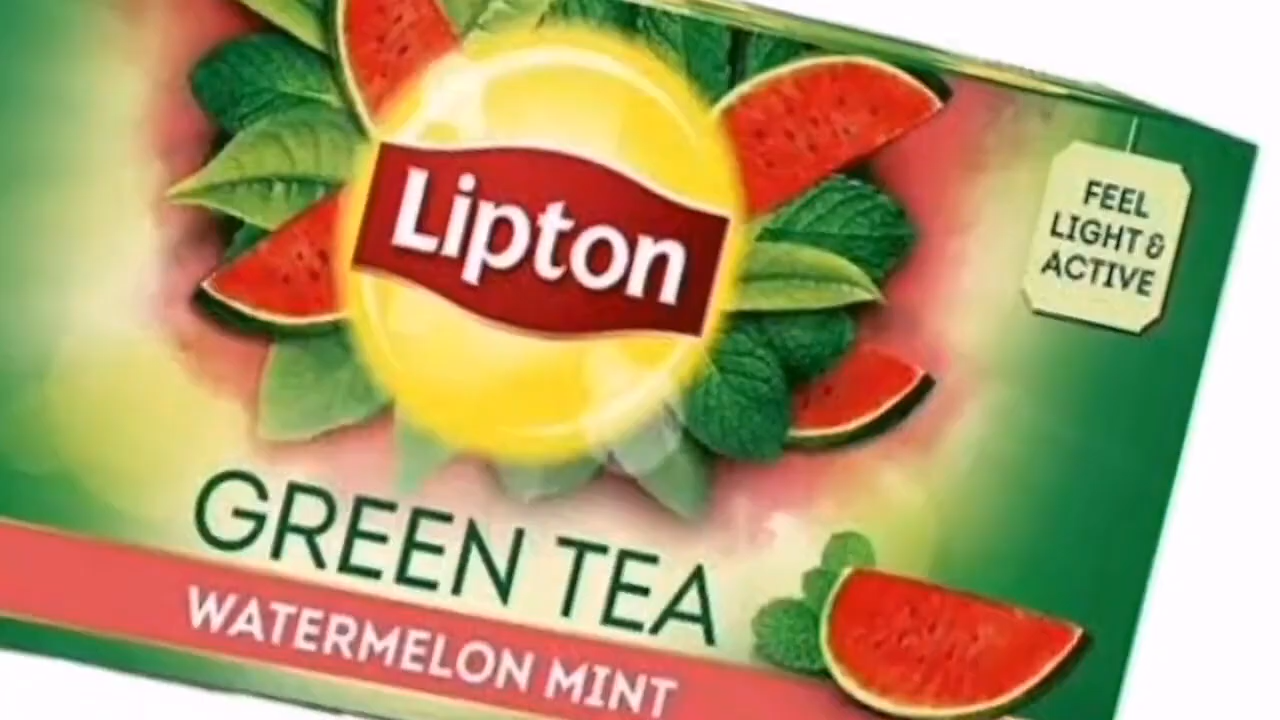 Lipton
FEEL
LIGHT &
ACTIVE
GREEN TEA
WATERMELON MINT